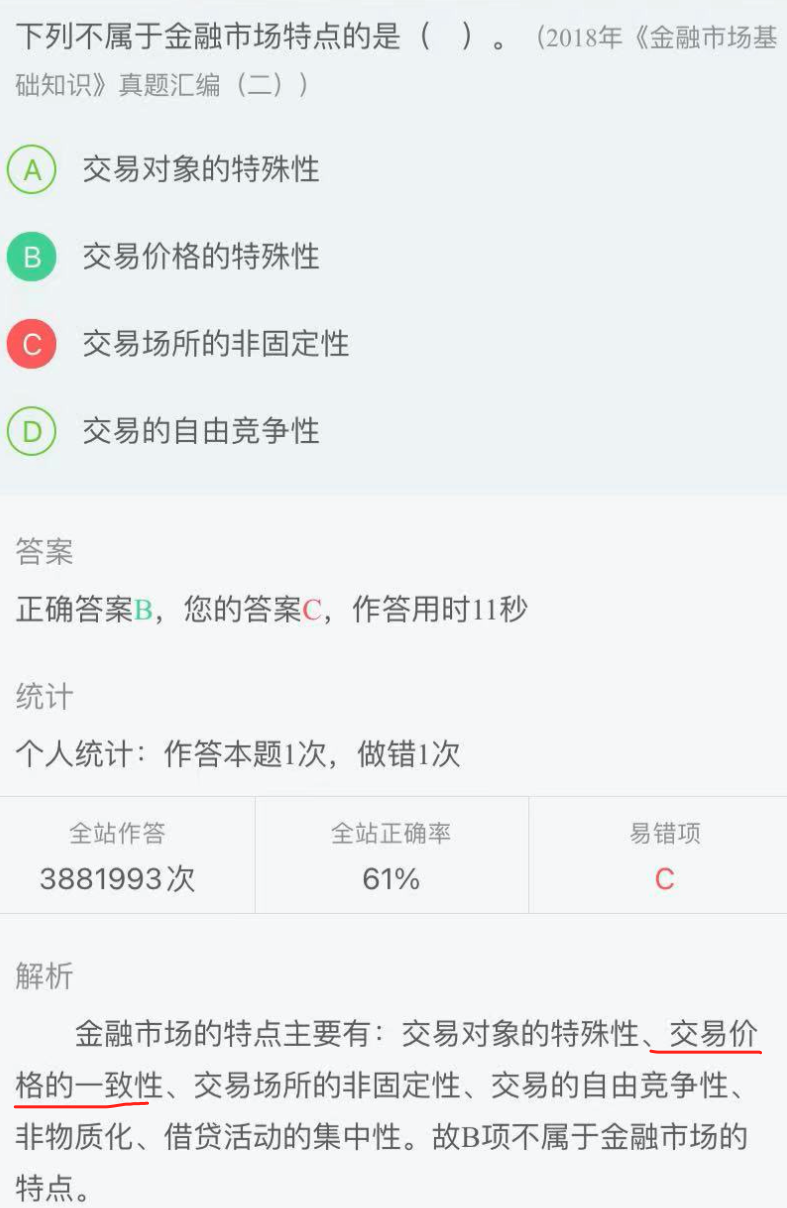 下列不属于金融市场特点的是（　）。（2018年《金融市场基
础知识》真题汇编（二））
A 交易对象的特殊性
B 交易价格的特殊性
C 交易场所的非固定性
D 交易的自由竞争性
答案
正确答案B，您的答案C，作答用时11秒
统计
个人统计：作答本题1次，做错1次
全站作答 全站正确率 易错项
3881993次 61% C
解析
金融市场的特点主要有：交易对象的特殊性、交易价
格的一致性、交易场所的非固定性、交易的自由竞争性、
非物质化、借贷活动的集中性。故B项不属于金融市场的
特点。